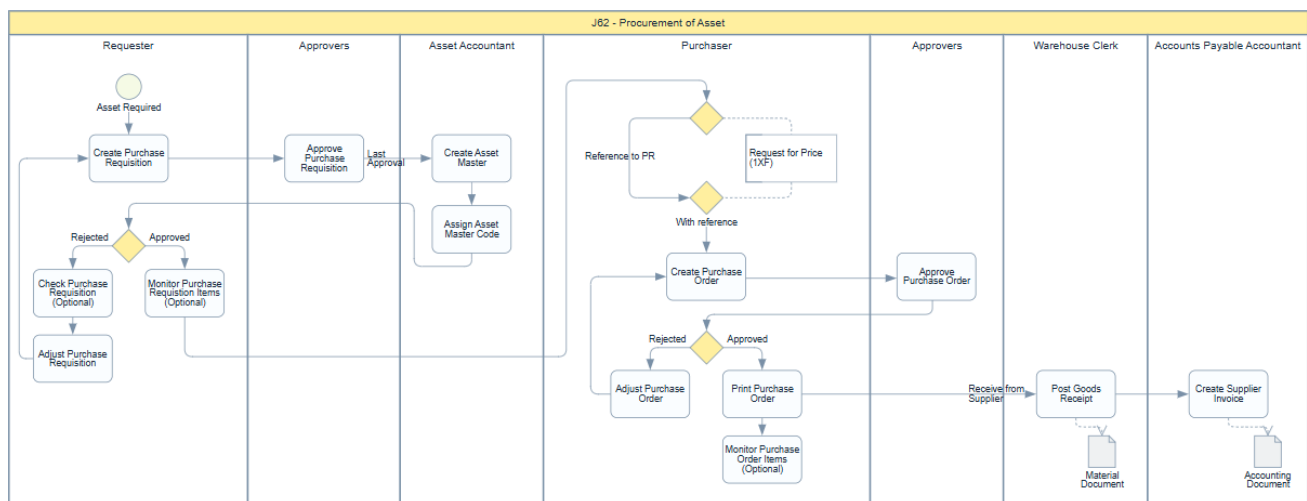 J62 - Procurement of Asset
Requester
Approvers
Asset Accountant
Purchaser
Approvers
Warehouse Clerk
Accounts Payable Accountant
Asset Required
Create Purchase
Requisition
Approve
Purchase
Requisition
Last
Approval
Create Asset
Master
Assign Asset
Master Code
Rejected
Approved
Check Purchase
Requisition
(Optional)
Monitor Purchase
Requistion Items
(Optional)
Adjust Purchase
Requisition
Reference to PR
Request for Price
(1XF)
With reference
Create Purchase
Order
Approve
Purchase Order
Rejected
Approved
Adjust Purchase
Order
Print Purchase
Order
Monitor Purchase
Order Items
(Optional)
Receive from
Supplier
Post Goods
Receipt
Material
Document
Create Supplier
Invoice
Accounting
Document